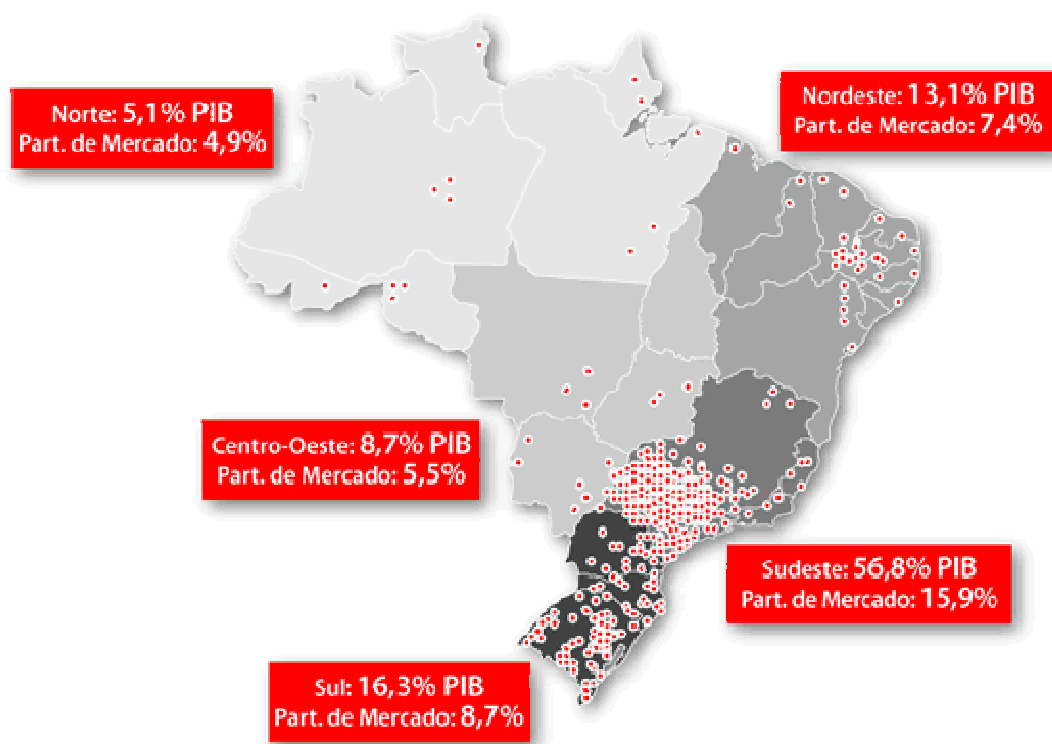 Norte: 5,1% PIB
Part. de Mercado: 4,9%
Nordeste: 13,1% PIB
Part. de Mercado: 7,4%
Centro-Oeste: 8,7% PIB
Part. de Mercado: 5,5%
Sudeste: 56,8% PIB
Part. de Mercado: 15,9%
Sul: 16,3% PIB
Part. de Mercado: 8,7%